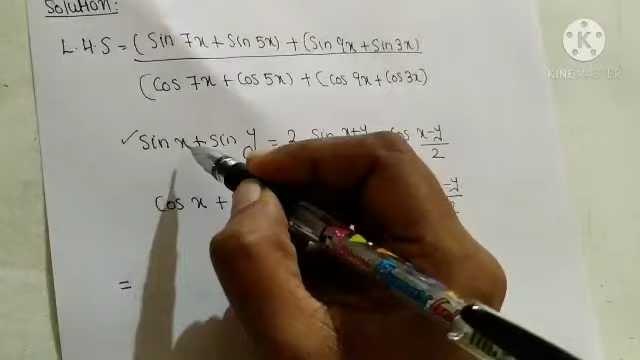 Solution:
L.H.S = (Sin 7x + Sin 5x) + (Sin 9x + Sin 3x)
(Cos 7x + Cos 5x) + (Cos 9x + Cos 3x)
✓ Sin x + Sin y = 2 Sin x+y/2 Cos x-y/2
Cos x + -y
=
KINEMASTER